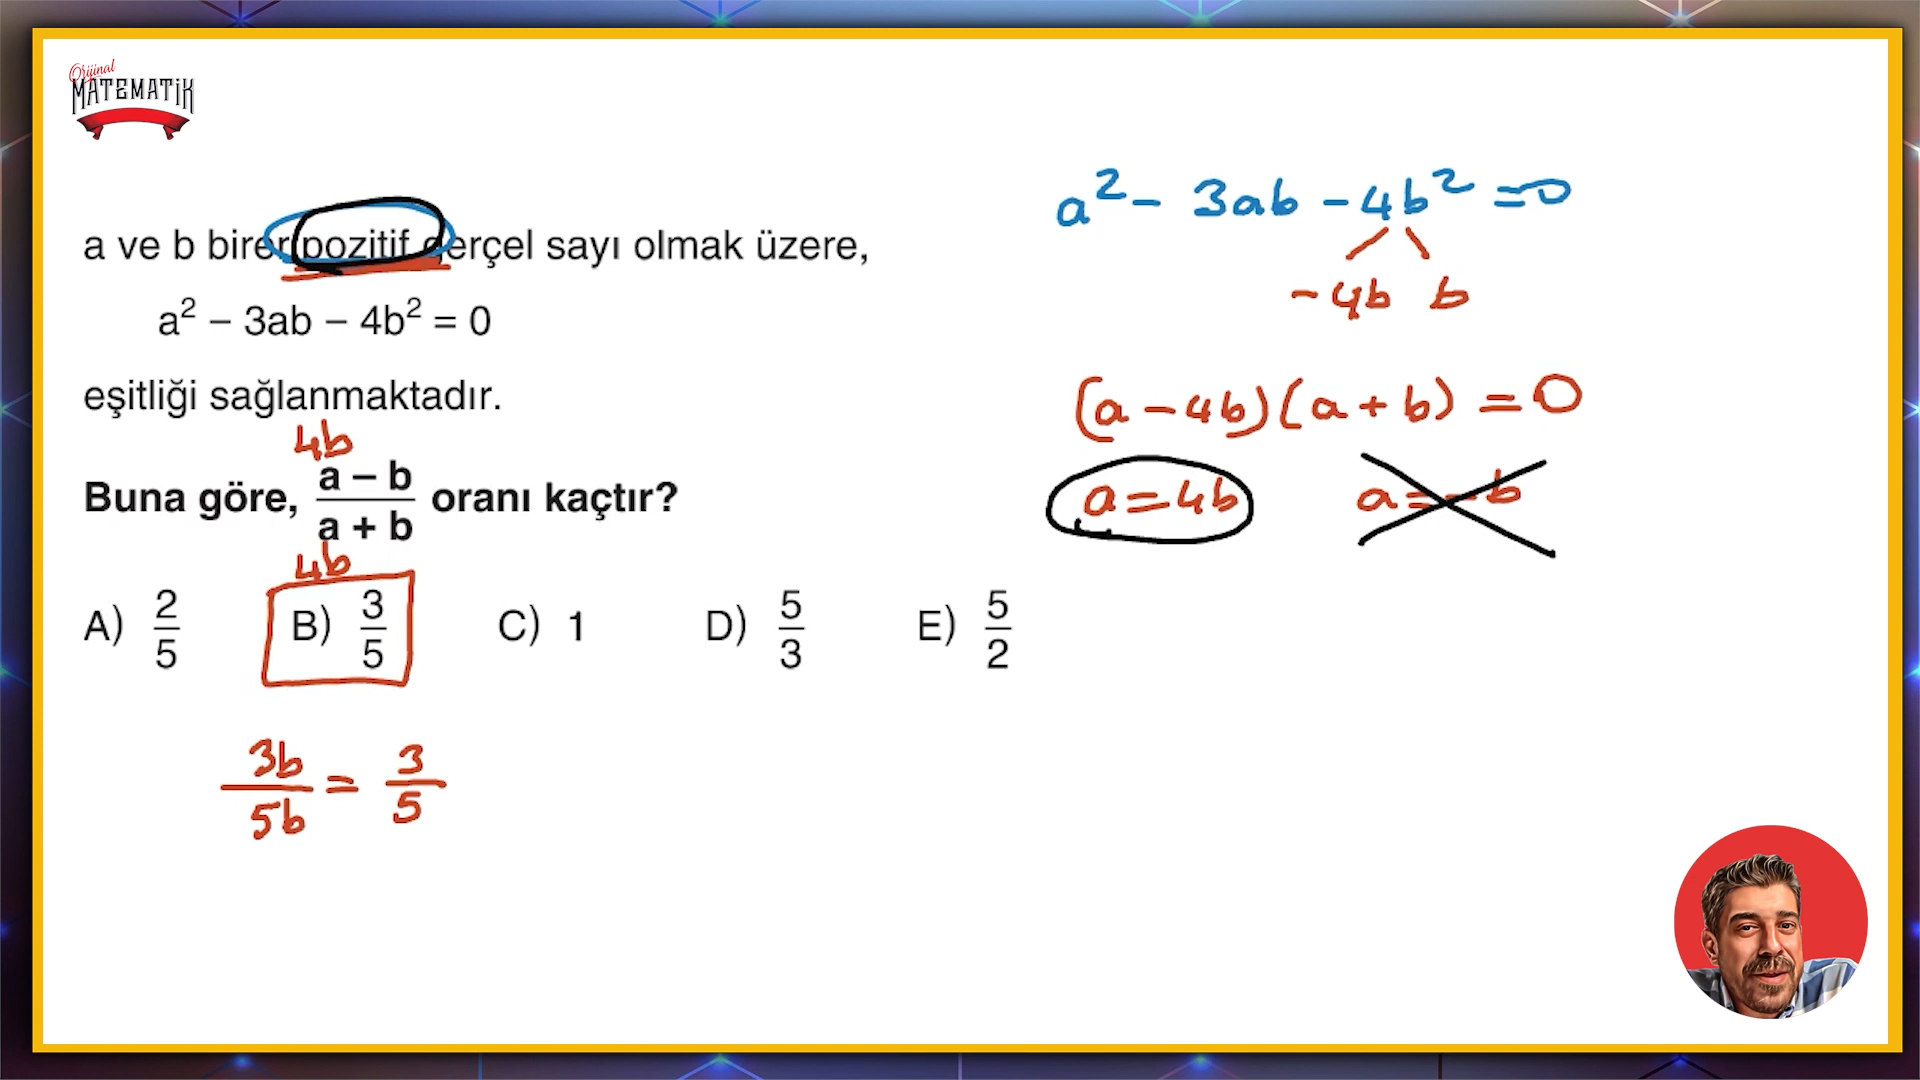 Orijinal
MATEMATİK
a ve b birer pozitif gerçel sayı olmak üzere,
a² – 3ab – 4b² = 0
eşitliği sağlanmaktadır.
4b
Buna göre, a – b / a + b oranı kaçtır?
4b
A) 2/5 B) 3/5 C) 1 D) 5/3 E) 5/2
3b/5b = 3/5
a² – 3ab – 4b² = 0
-4b b
(a – 4b)(a + b) = 0
a = 4b a = -b